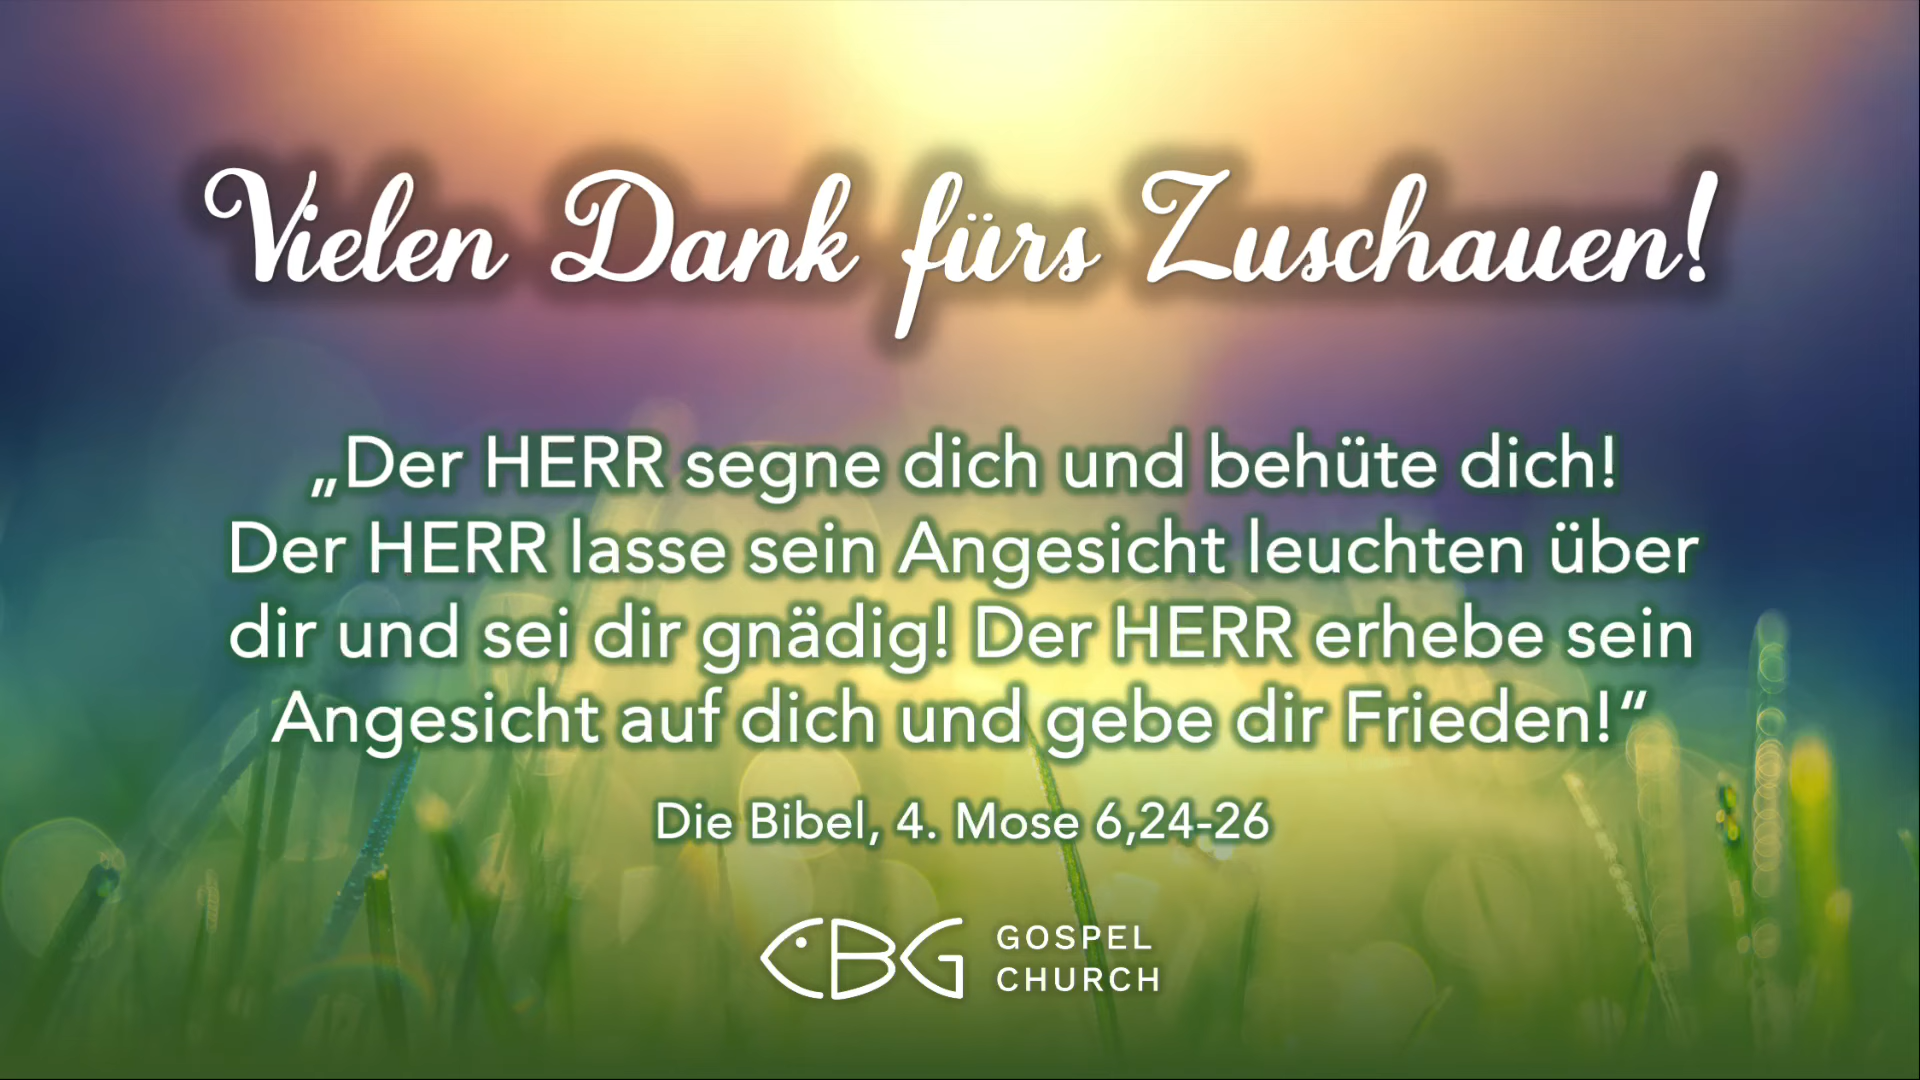 Vielen Dank fürs Zuschauen!
„Der HERR segne dich und behüte dich!
Der HERR lasse sein Angesicht leuchten über
dir und sei dir gnädig! Der HERR erhebe sein
Angesicht auf dich und gebe dir Frieden!“
Die Bibel, 4. Mose 6,24-26
CBG GOSPEL
CHURCH